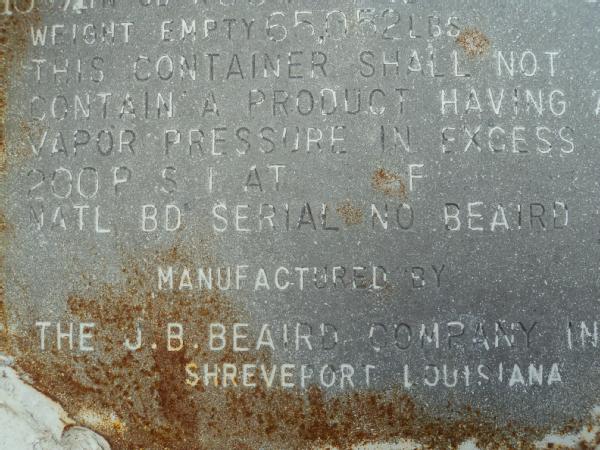 WEIGHT EMPTY 65,052 LBS
THIS CONTAINER SHALL NOT
CONTAIN A PRODUCT HAVING A
VAPOR PRESSURE IN EXCESS
200 P S I AT F
NATL BD SERIAL NO BEAIRD
MANUFACTURED BY
THE J.B. BEAIRD COMPANY IN
SHREVEPORT LOUISIANA